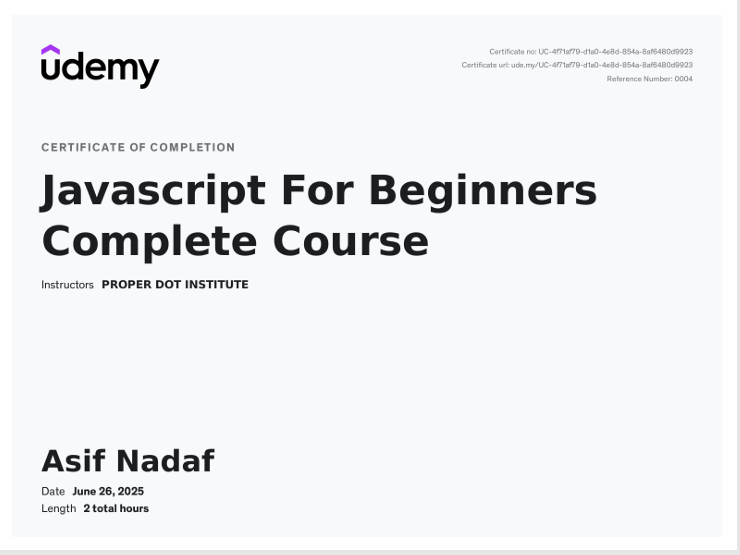 udemy
Certificate no: UC-4f71af79-d1a0-4e8d-854a-8af6480d9923
Certificate url: ude.my/UC-4f71af79-d1a0-4e8d-854a-8af6480d9923
Reference Number: 0004
CERTIFICATE OF COMPLETION
Javascript For Beginners
Complete Course
Instructors PROPER DOT INSTITUTE
Asif Nadaf
Date June 26, 2025
Length 2 total hours